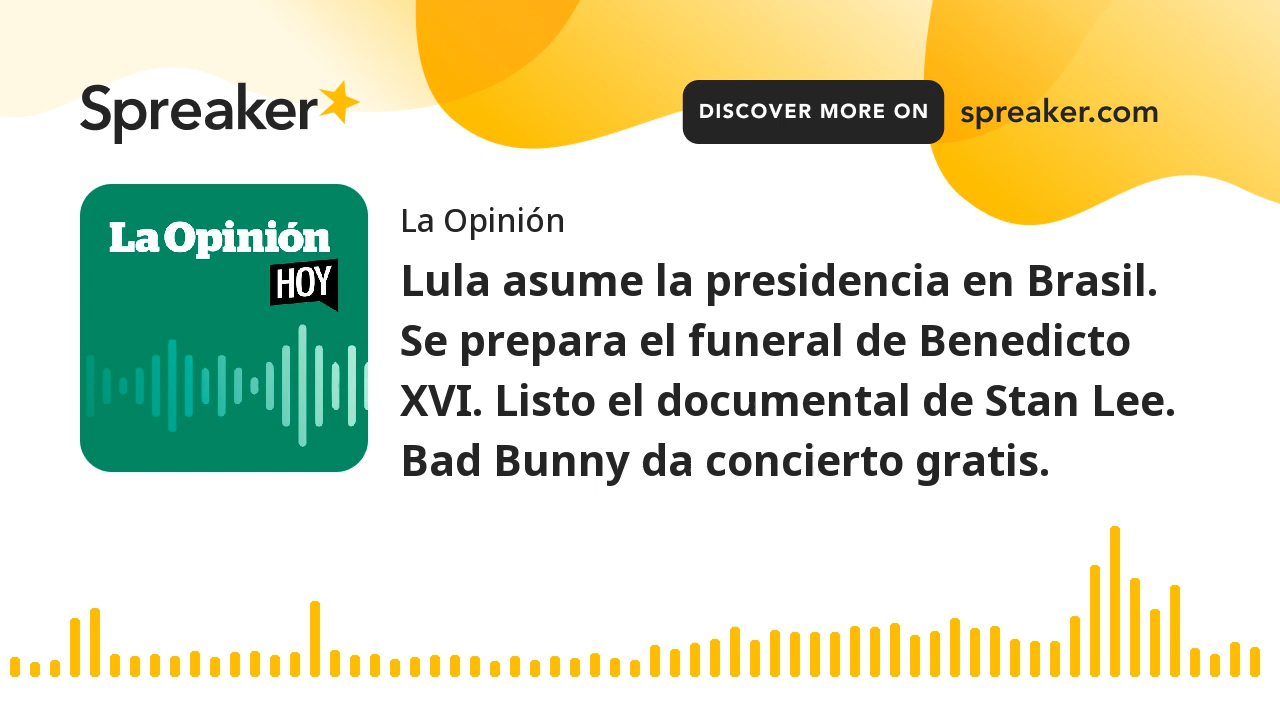 Spreaker
DISCOVER MORE ON
spreaker.com
La Opinión
HOY
La Opinión
Lula asume la presidencia en Brasil.
Se prepara el funeral de Benedicto
XVI. Listo el documental de Stan Lee.
Bad Bunny da concierto gratis.